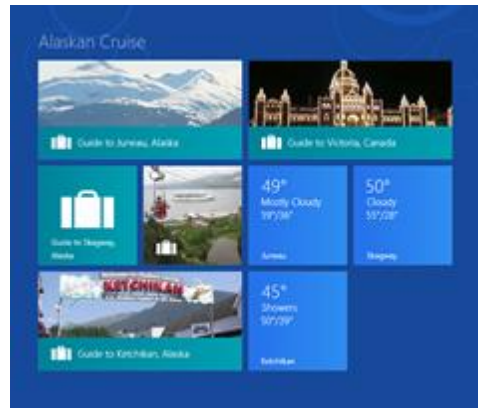 Alaskan Cruise
Guide to Juneau, Alaska
Guide to Victoria, Canada
Guide to Skagway,
Alaska
49°
Mostly Cloudy
59°/36°
Juneau
50°
Cloudy
55°/28°
Skagway
KETCHIKAN
Guide to Ketchikan, Alaska
45°
Showers
50°/39°
Ketchikan